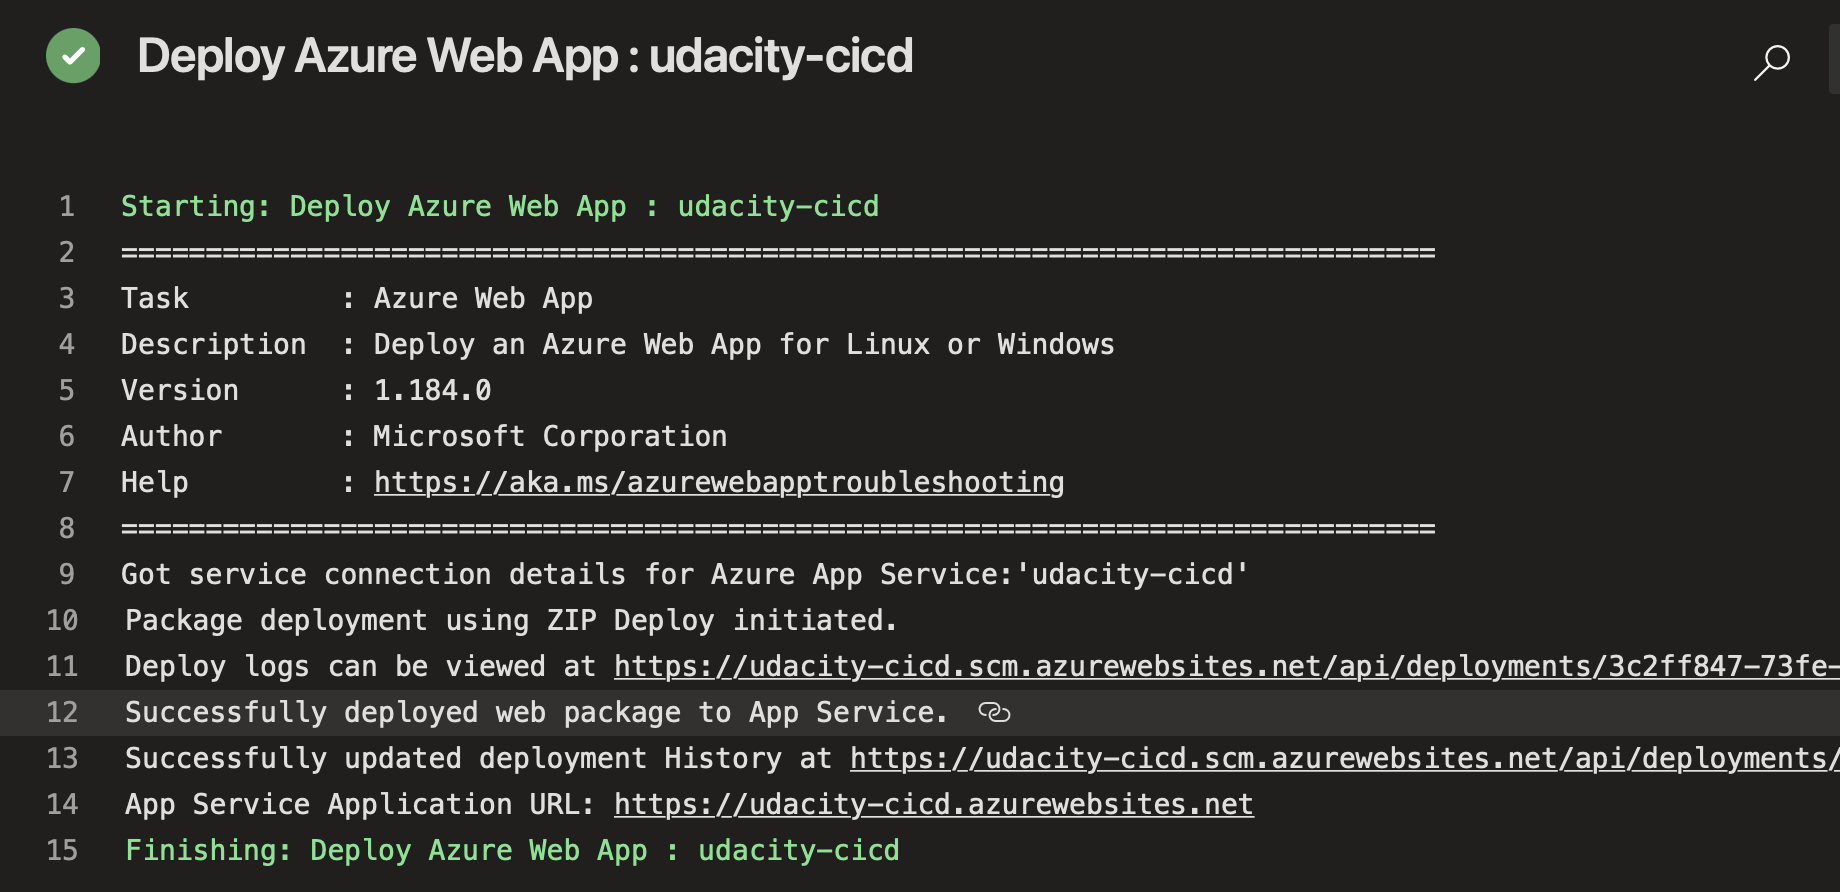 Deploy Azure Web App : udacity-cicd
1 Starting: Deploy Azure Web App : udacity-cicd
2 ==============================================================================
3 Task         : Azure Web App
4 Description  : Deploy an Azure Web App for Linux or Windows
5 Version      : 1.184.0
6 Author       : Microsoft Corporation
7 Help         : https://aka.ms/azurewebapptroubleshooting
8 ==============================================================================
9 Got service connection details for Azure App Service:'udacity-cicd'
10 Package deployment using ZIP Deploy initiated.
11 Deploy logs can be viewed at https://udacity-cicd.scm.azurewebsites.net/api/deployments/3c2ff847-73fe-
12 Successfully deployed web package to App Service.
13 Successfully updated deployment History at https://udacity-cicd.scm.azurewebsites.net/api/deployments/
14 App Service Application URL: https://udacity-cicd.azurewebsites.net
15 Finishing: Deploy Azure Web App : udacity-cicd